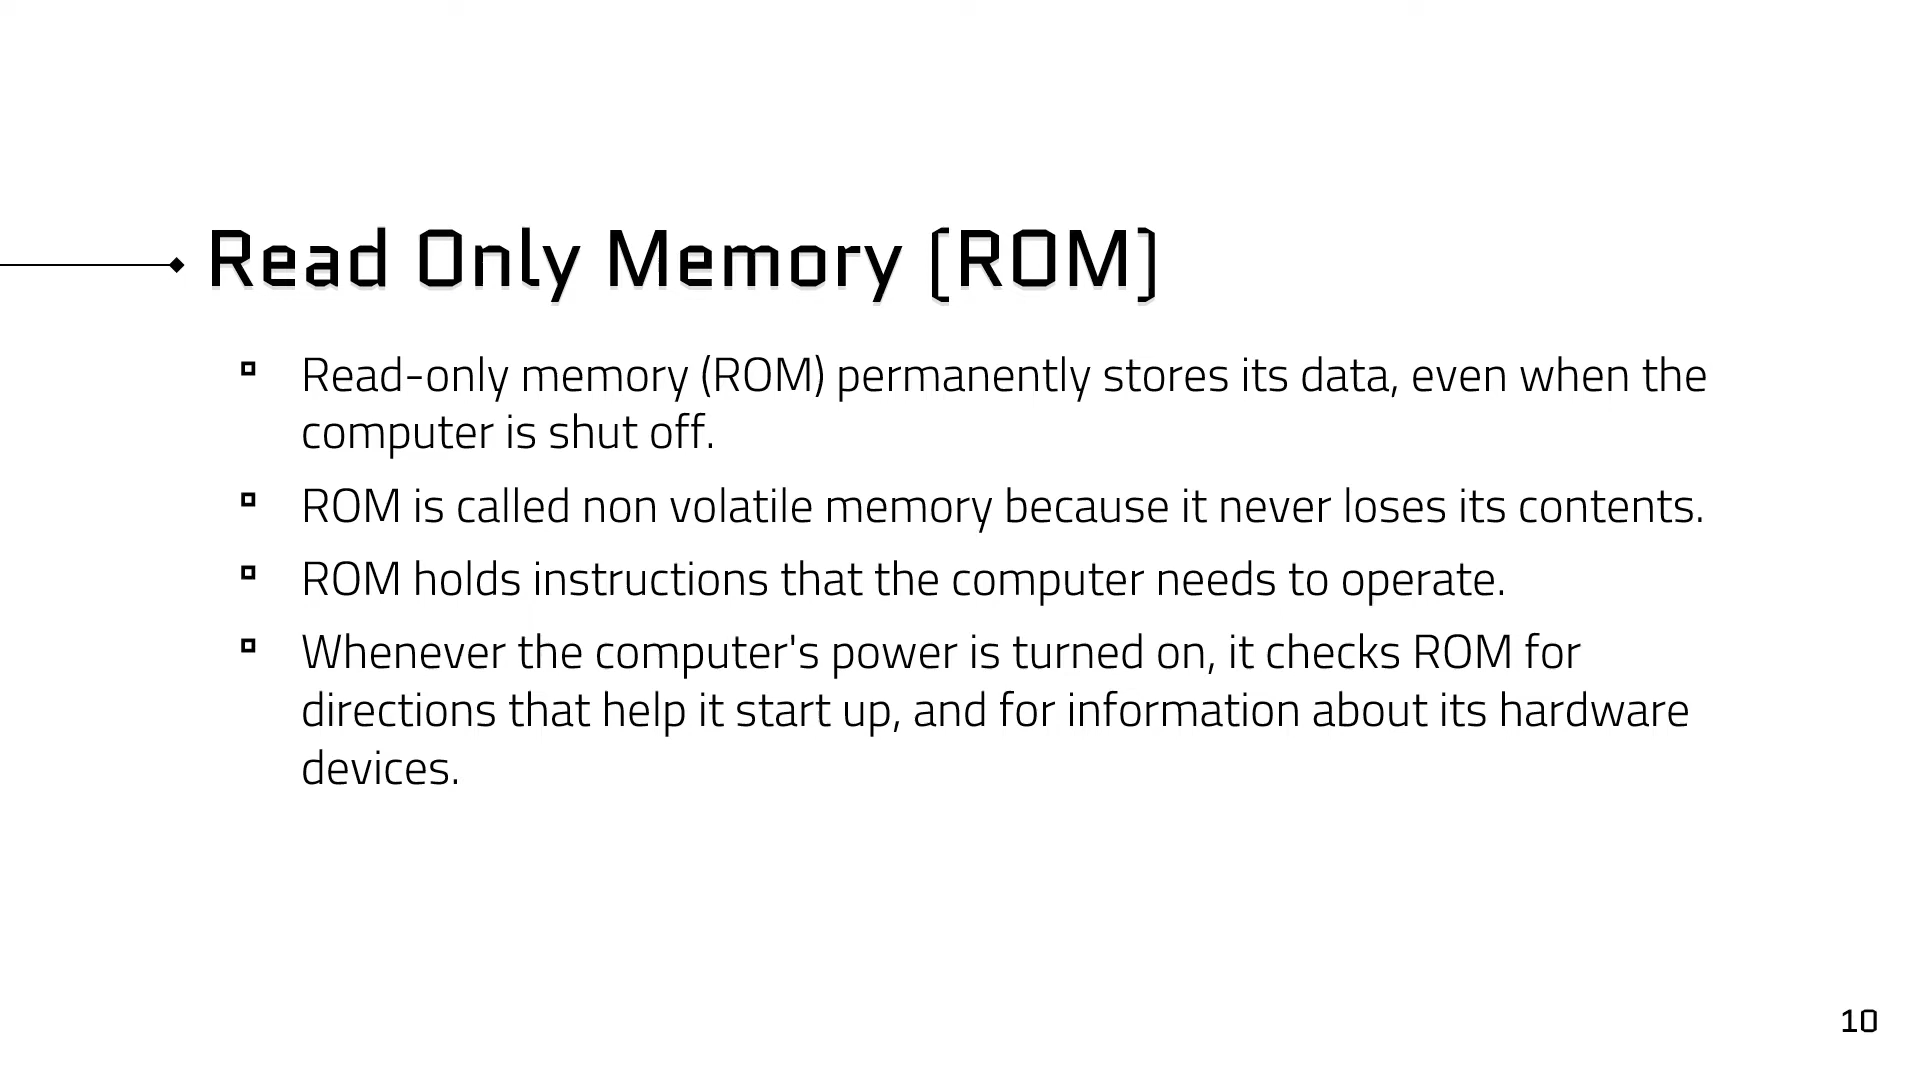 Read Only Memory (ROM)
Read-only memory (ROM) permanently stores its data, even when the
computer is shut off.
ROM is called non volatile memory because it never loses its contents.
ROM holds instructions that the computer needs to operate.
Whenever the computer's power is turned on, it checks ROM for
directions that help it start up, and for information about its hardware
devices.
10